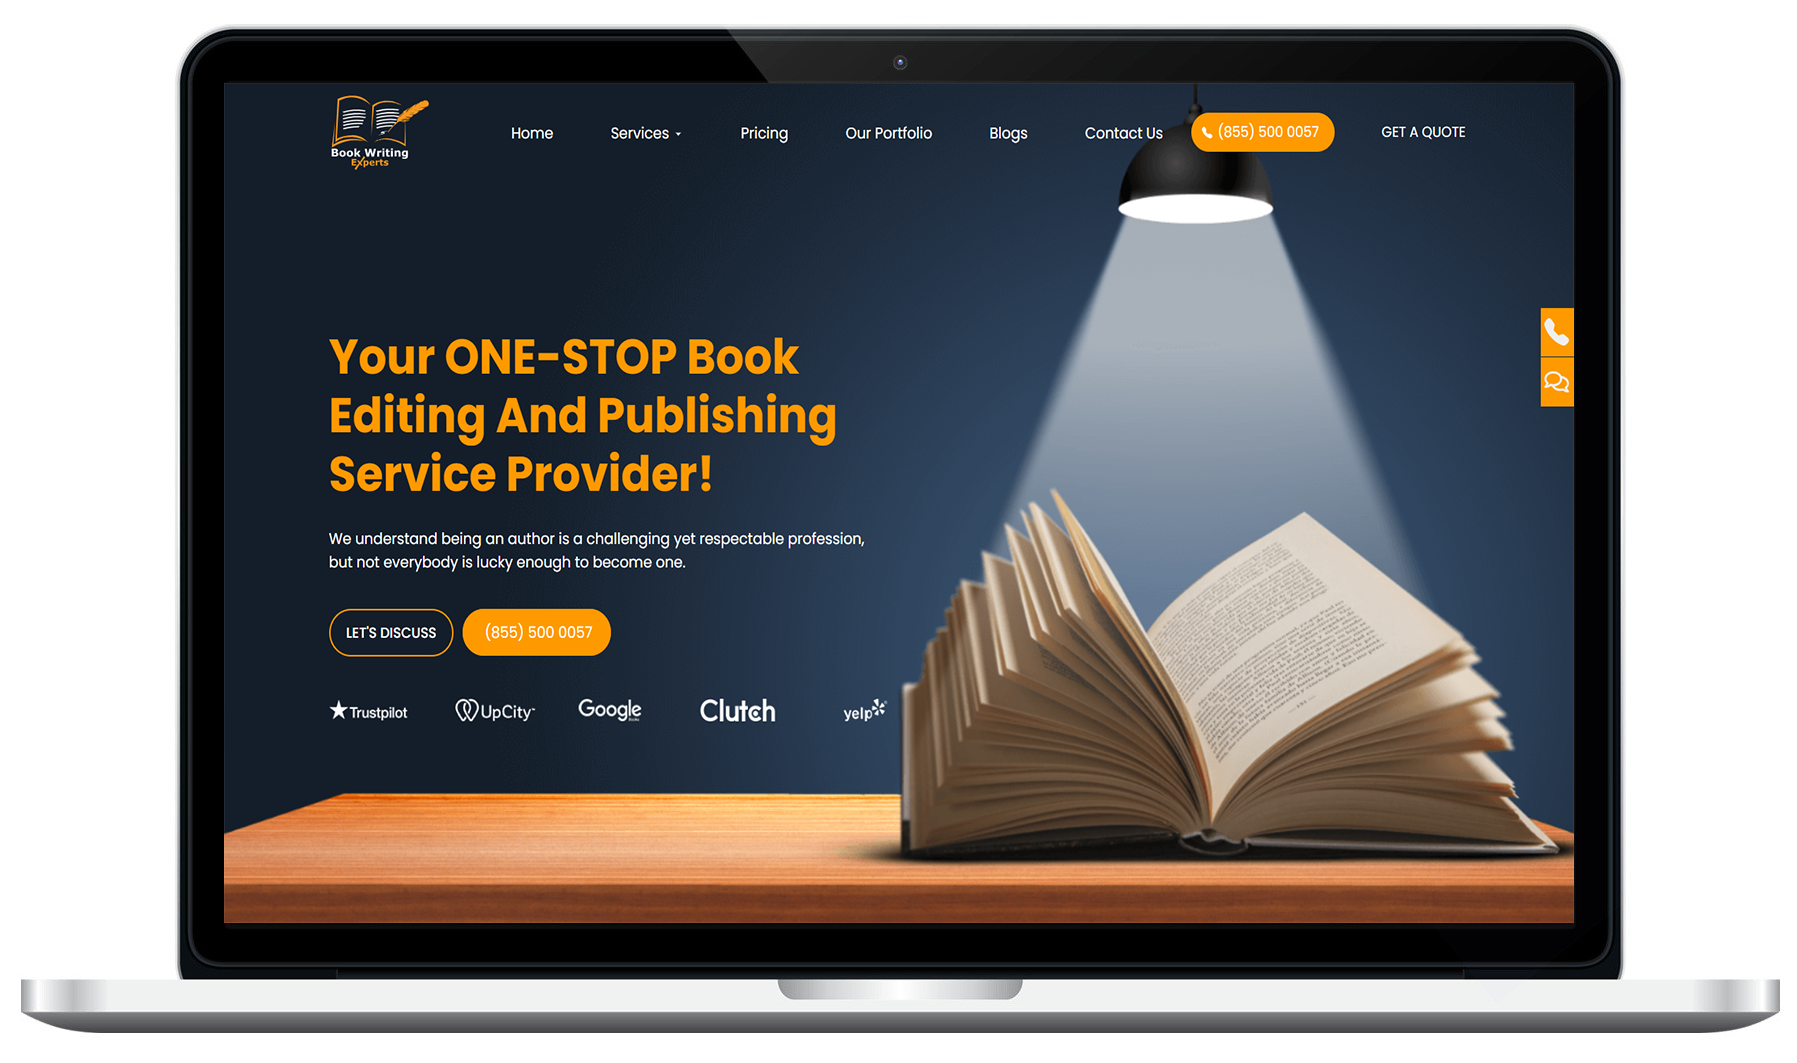 Book Writing
Experts
Home
Services
Pricing
Our Portfolio
Blogs
Contact Us
(855) 500 0057
GET A QUOTE
Your ONE-STOP Book
Editing And Publishing
Service Provider!
We understand being an author is a challenging yet respectable profession,
but not everybody is lucky enough to become one.
LET'S DISCUSS
(855) 500 0057
Trustpilot
UpCity
Google
Clutch
yelp